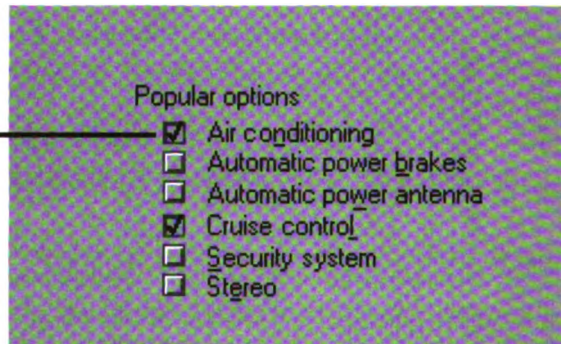 Popular options
Air conditioning
Automatic power brakes
Automatic power antenna
Cruise control
Security system
Stereo